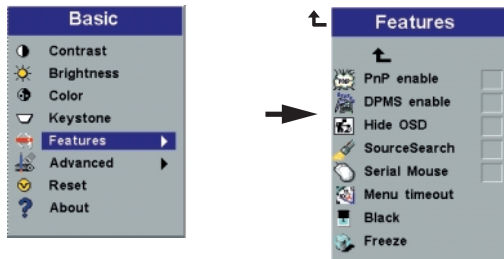 Basic
Contrast
Brightness
Color
Keystone
Features
Advanced
Reset
About
Features
PnP enable
DPMS enable
Hide OSD
SourceSearch
Serial Mouse
Menu timeout
Black
Freeze